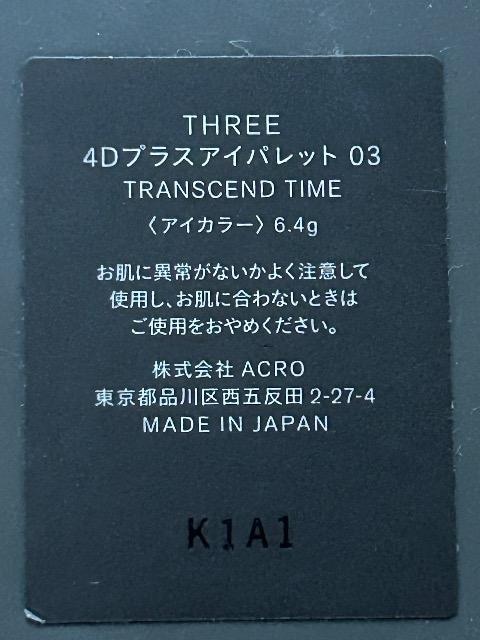 THREE
4Dプラスアイパレット 03
TRANSCEND TIME
〈アイカラー〉6.4g
お肌に異常がないかよく注意して
使用し、お肌に合わないときは
ご使用をおやめください。
株式会社 ACRO
東京都品川区西五反田 2-27-4
MADE IN JAPAN
K1A1